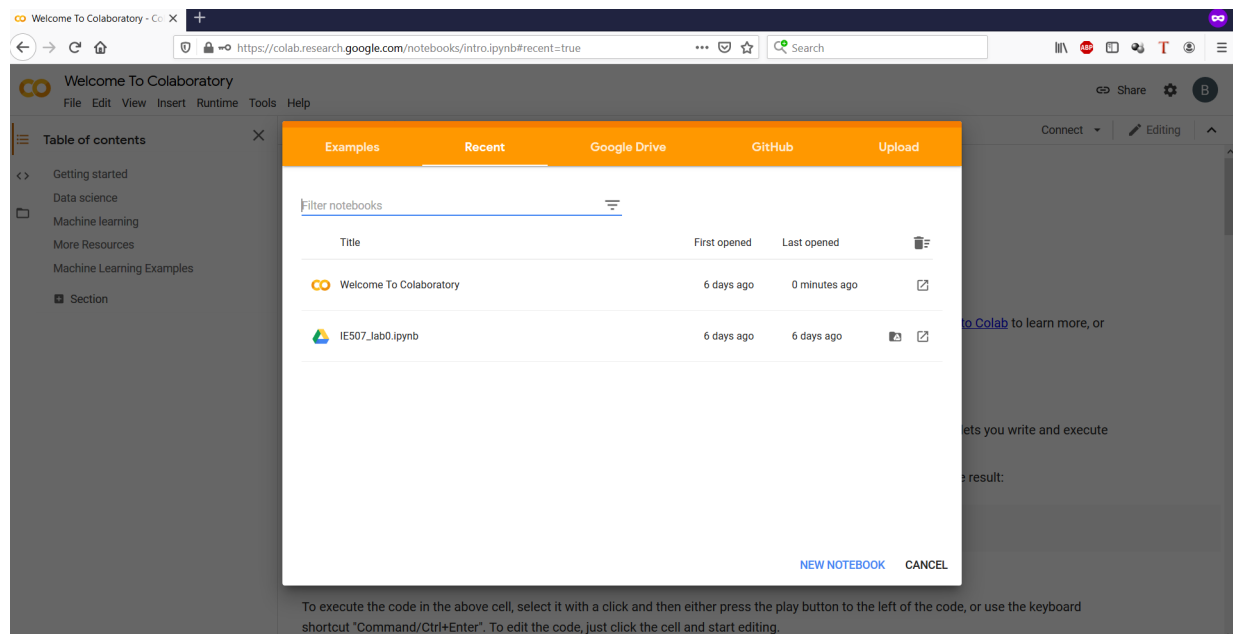 Welcome To Colaboratory - Co
https://colab.research.google.com/notebooks/intro.ipynb#recent=true
Search
ABP
T
CO
Welcome To Colaboratory
File Edit View Insert Runtime Tools Help
Share
B
Table of contents
Connect
Editing
Getting started
Data science
Machine learning
More Resources
Machine Learning Examples
Section
Examples Recent Google Drive GitHub Upload
Filter notebooks
Title First opened Last opened
Welcome To Colaboratory 6 days ago 0 minutes ago
IE507_lab0.ipynb 6 days ago 6 days ago
to Colab to learn more, or
lets you write and execute
e result:
NEW NOTEBOOK CANCEL
To execute the code in the above cell, select it with a click and then either press the play button to the left of the code, or use the keyboard
shortcut "Command/Ctrl+Enter". To edit the code, just click the cell and start editing.